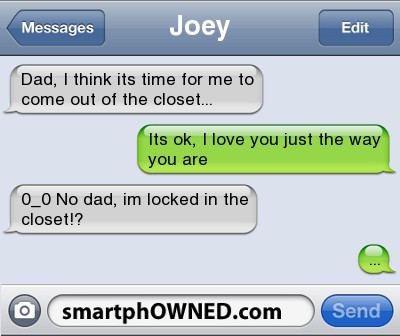 Messages
Joey
Edit
Dad, I think its time for me to
come out of the closet...
Its ok, I love you just the way
you are
0_0 No dad, im locked in the
closet!?
...
smartphOWNED.com
Send